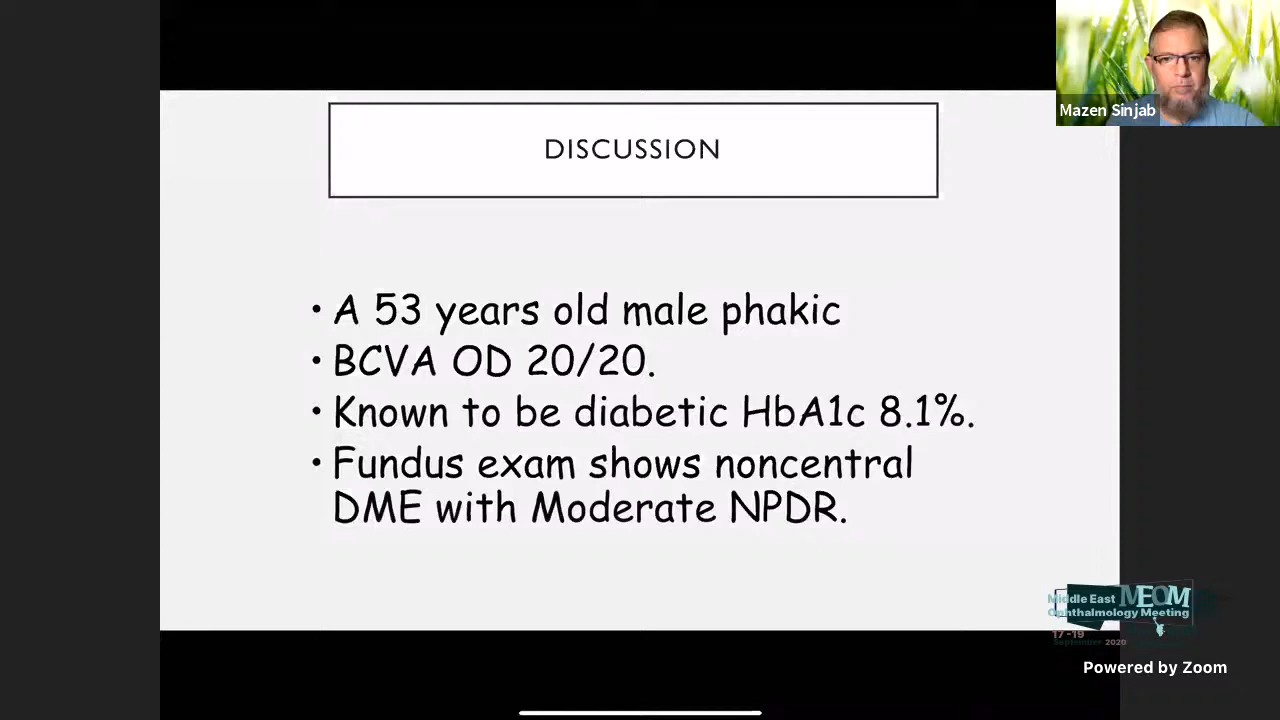 Mazen Sinjab
DISCUSSION
• A 53 years old male phakic
• BCVA OD 20/20.
• Known to be diabetic HbA1c 8.1%.
• Fundus exam shows noncentral
DME with Moderate NPDR.
Middle East MEOM
Ophthalmology Meeting
17-19
September 2020
Powered by Zoom